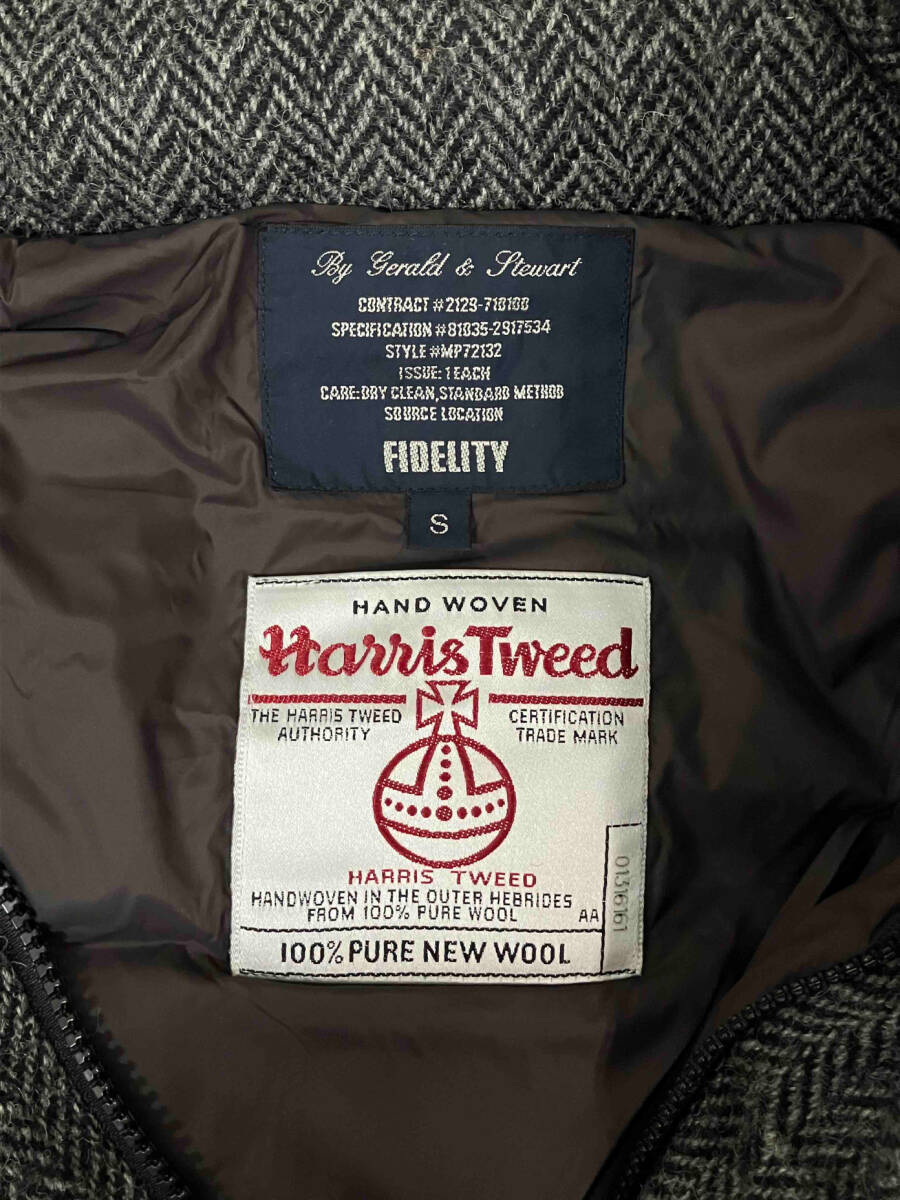 By Gerald & Stewart
CONTRACT #2129-710100
SPECIFICATION #81035-2917534
STYLE #MP72132
ISSUE: 1 EACH
CARE: DRY CLEAN, STANDARD METHOD
SOURCE LOCATION
FIDELITY
S
HAND WOVEN
Harris Tweed
THE HARRIS TWEED AUTHORITY
CERTIFICATION TRADE MARK
HARRIS TWEED
HANDWOVEN IN THE OUTER HEBRIDES
FROM 100% PURE WOOL
AA
01316161
100% PURE NEW WOOL